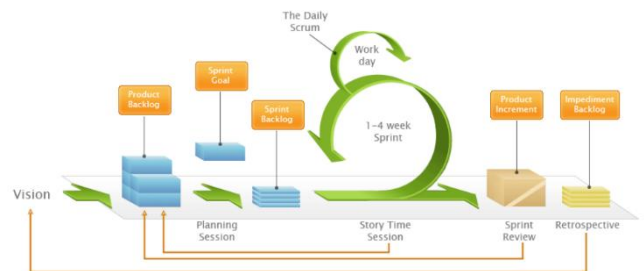 The Daily
Scrum
Work
day
Sprint
Goal
Product
Backlog
Sprint
Backlog
1-4 week
Sprint
Product
Increment
Impediment
Backlog
Vision
Planning
Session
Story Time
Session
Sprint
Review
Retrospective